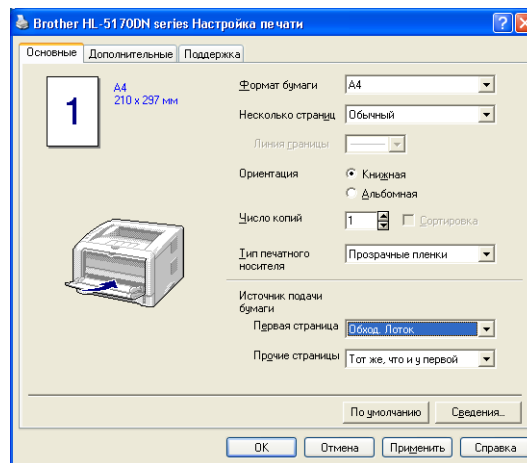 Brother HL-5170DN series Настройка печати
Основные Дополнительные Поддержка
1
A4
210 x 297 мм
Формат бумаги A4
Несколько страниц Обычный
Линия границы
Ориентация Книжная
Альбомная
Число копий 1 Сортировка
Тип печатного
носителя Прозрачные пленки
Источник подачи
бумаги
Первая страница Обход. Лоток
Прочие страницы Тот же, что и у первой
По умолчанию Сведения...
OK Отмена Применить Справка